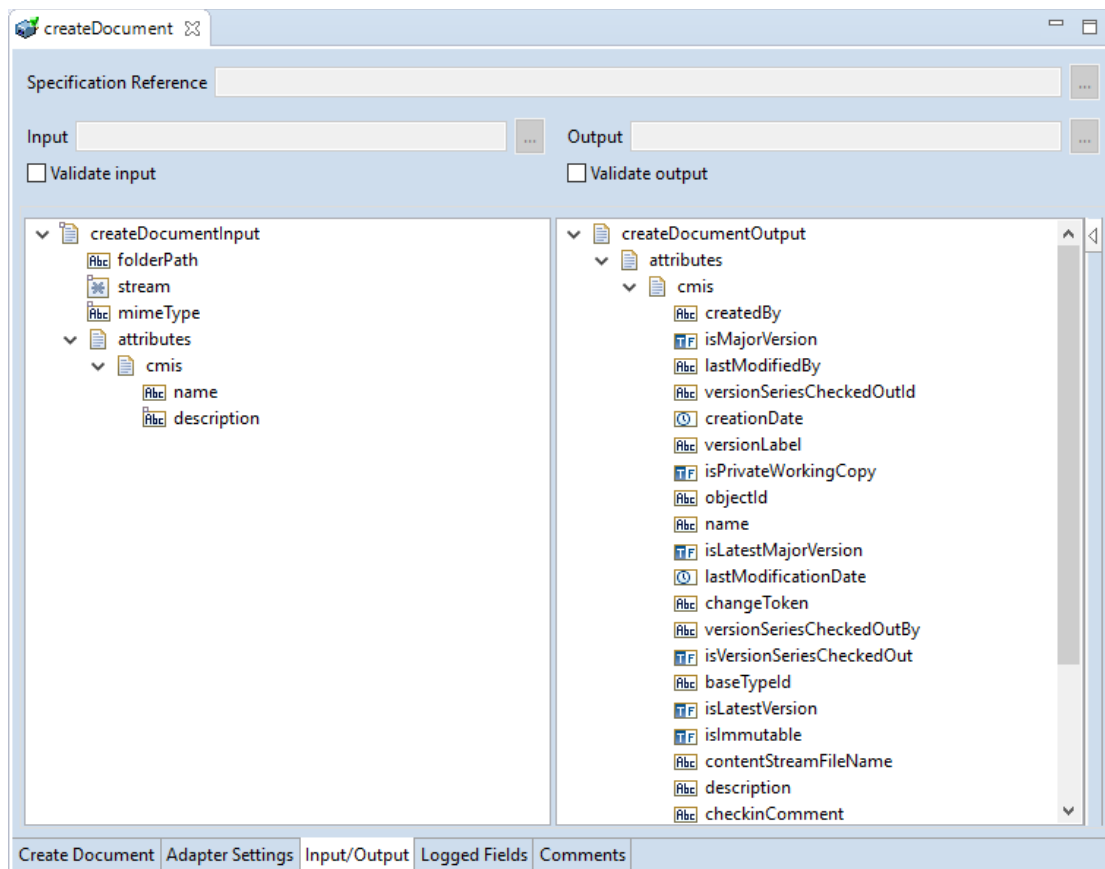 createDocument
Specification Reference ...
Input ... Output ...
Validate input Validate output
createDocumentInput
folderPath
stream
mimeType
attributes
cmis
name
description
createDocumentOutput
attributes
cmis
createdBy
isMajorVersion
lastModifiedBy
versionSeriesCheckedOutId
creationDate
versionLabel
isPrivateWorkingCopy
objectId
name
isLatestMajorVersion
lastModificationDate
changeToken
versionSeriesCheckedOutBy
isVersionSeriesCheckedOut
baseTypeId
isLatestVersion
isImmutable
contentStreamFileName
description
checkinComment
Create Document Adapter Settings Input/Output Logged Fields Comments